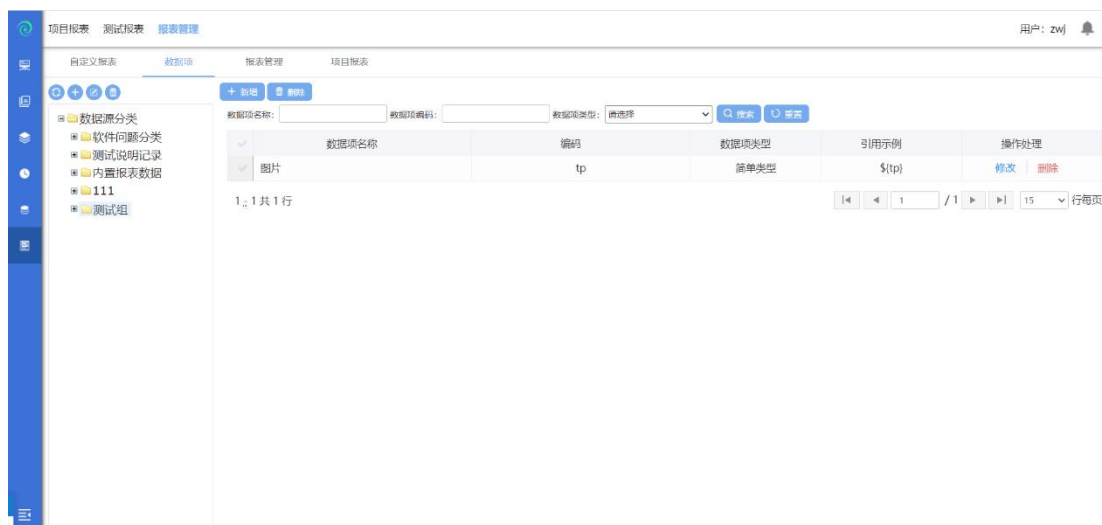 项目报表 测试报表 报表管理 用户：zwj
自定义报表 数据项 报表管理 项目报表
+ 新增 删除
数据项名称： 数据项编码： 数据项类型： 请选择 搜索 重置
数据源分类
软件问题分类
测试说明记录
内置报表数据
111
测试组
数据项名称 编码 数据项类型 引用示例 操作处理
图片 tp 简单类型 ${tp} 修改 删除
1 - 1 共 1 行 1 / 1 15 行每页